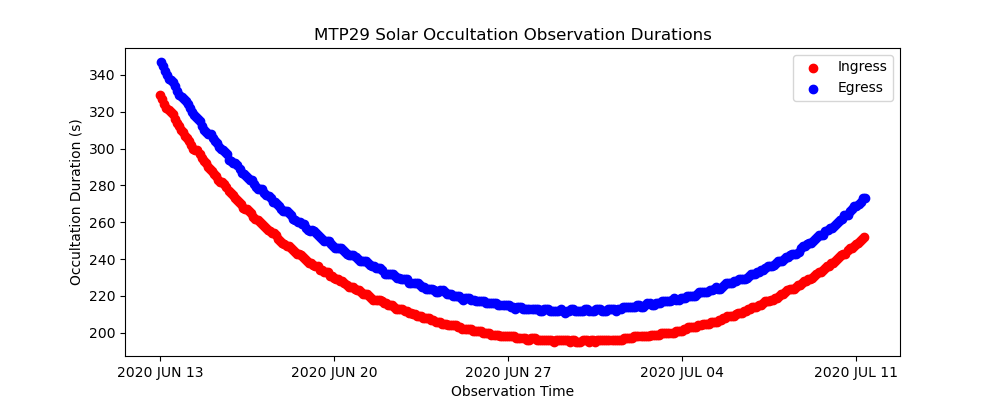 MTP29 Solar Occultation Observation Durations
Ingress
Egress
Occultation Duration (s)
340
320
300
280
260
240
220
200
2020 JUN 13
2020 JUN 20
2020 JUN 27
2020 JUL 04
2020 JUL 11
Observation Time